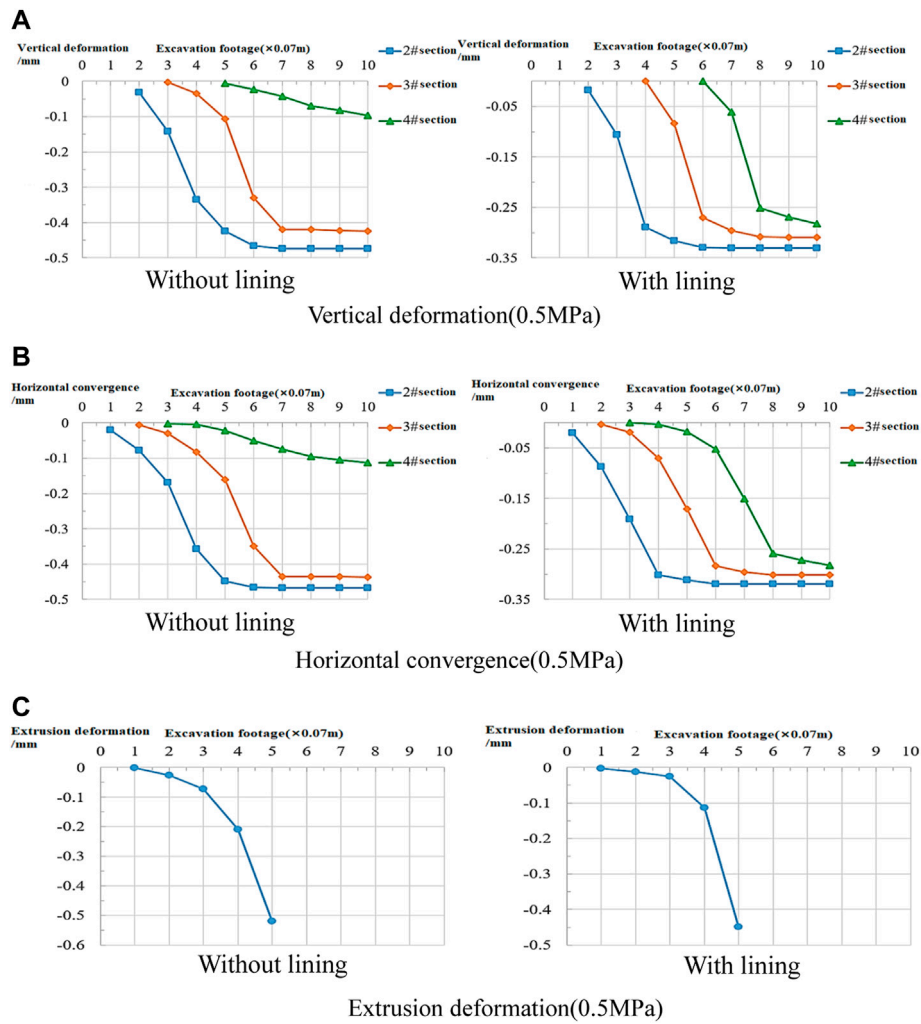 A
Vertical deformation
/mm
Excavation footage(×0.07m)
0 1 2 3 4 5 6 7 8 9 10
0
-0.1
-0.2
-0.3
-0.4
-0.5
2#section
3#section
4#section
Without lining
Vertical deformation
/mm
Excavation footage(×0.07m)
0 1 2 3 4 5 6 7 8 9 10
-0.05
-0.15
-0.25
-0.35
2#section
3#section
4#section
With lining
Vertical deformation(0.5MPa)
B
Horizontal convergence
/mm
Excavation footage(×0.07m)
0 1 2 3 4 5 6 7 8 9 10
0
-0.1
-0.2
-0.3
-0.4
-0.5
2#section
3#section
4#section
Without lining
Horizontal convergence
/mm
Excavation footage(×0.07m)
0 1 2 3 4 5 6 7 8 9 10
-0.05
-0.15
-0.25
-0.35
2#section
3#section
4#section
With lining
Horizontal convergence(0.5MPa)
C
Extrusion deformation
/mm
Excavation footage(×0.07m)
0 1 2 3 4 5 6 7 8 9 10
0
-0.1
-0.2
-0.3
-0.4
-0.5
-0.6
Without lining
Extrusion deformation
/mm
Excavation footage(×0.07m)
0 1 2 3 4 5 6 7 8 9 10
0
-0.1
-0.2
-0.3
-0.4
-0.5
With lining
Extrusion deformation(0.5MPa)